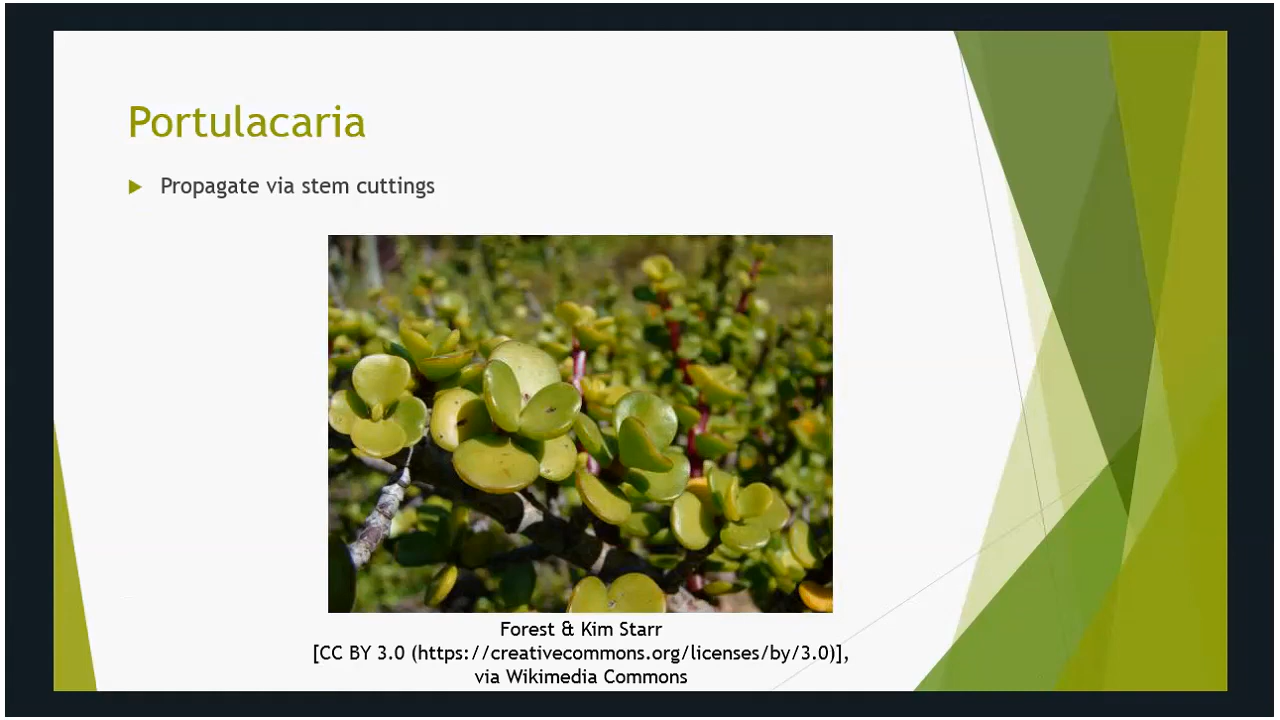 Portulacaria
Propagate via stem cuttings
Forest & Kim Starr
[CC BY 3.0 (https://creativecommons.org/licenses/by/3.0)],
via Wikimedia Commons